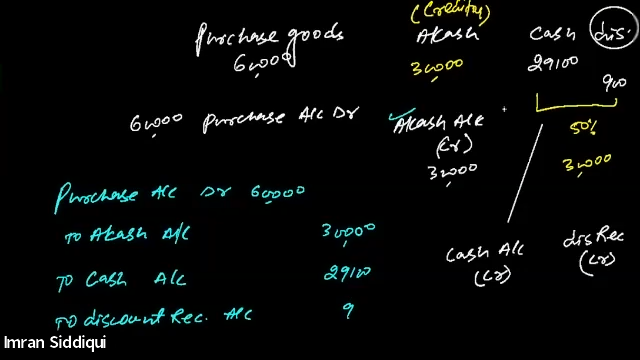 (Creditor)
Purchase goods Akash Cash dis.
60,000 30,000 29100
900
60,000 Purchase A/c Dr Akash A/c 50%
(Cr)
30,000 30,000
Purchase A/c Dr 60,000
To Akash A/c 30,000
Cash A/c dis Rec
(Cr) (Cr)
To Cash A/c 29100
To discount Rec. A/c 9
Imran Siddiqui